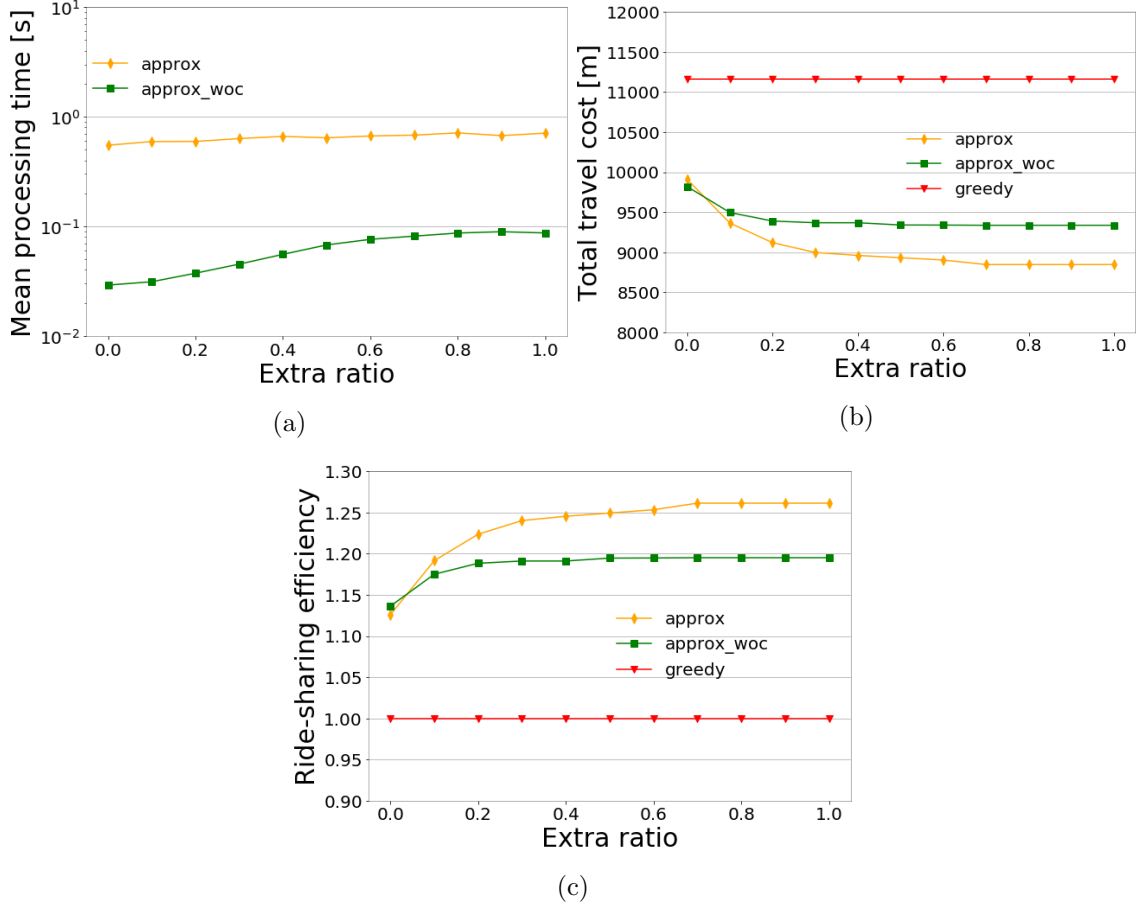 Mean processing time [s]
10¹
10⁰
10⁻¹
10⁻²
approx
approx_woc
0.0 0.2 0.4 0.6 0.8 1.0
Extra ratio
(a)
Total travel cost [m]
12000
11500
11000
10500
10000
9500
9000
8500
8000
approx
approx_woc
greedy
0.0 0.2 0.4 0.6 0.8 1.0
Extra ratio
(b)
Ride-sharing efficiency
1.30
1.25
1.20
1.15
1.10
1.05
1.00
0.95
0.90
approx
approx_woc
greedy
0.0 0.2 0.4 0.6 0.8 1.0
Extra ratio
(c)